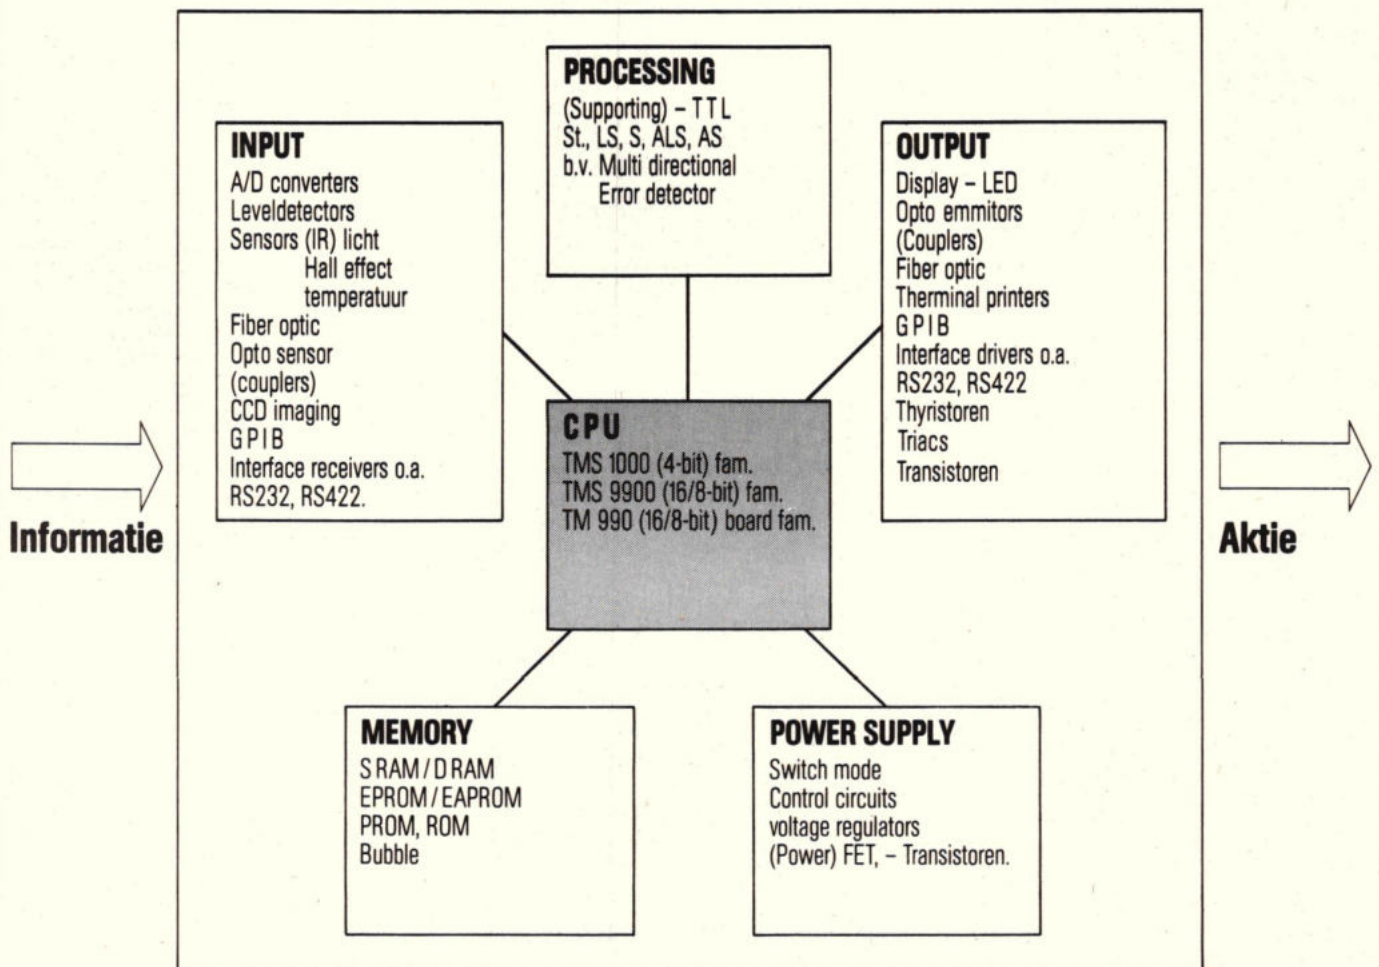 PROCESSING
(Supporting) – TTL
St., LS, S, ALS, AS
b.v. Multi directional
Error detector
INPUT
A/D converters
Leveldetectors
Sensors (IR) licht
Hall effect
temperatuur
Fiber optic
Opto sensor
(couplers)
CCD imaging
GPIB
Interface receivers o.a.
RS232, RS422.
OUTPUT
Display – LED
Opto emmitors
(Couplers)
Fiber optic
Therminal printers
GPIB
Interface drivers o.a.
RS232, RS422
Thyristoren
Triacs
Transistoren
CPU
TMS 1000 (4-bit) fam.
TMS 9900 (16/8-bit) fam.
TM 990 (16/8-bit) board fam.
Informatie
Aktie
MEMORY
SRAM/DRAM
EPROM/EAPROM
PROM, ROM
Bubble
POWER SUPPLY
Switch mode
Control circuits
voltage regulators
(Power) FET, – Transistoren.